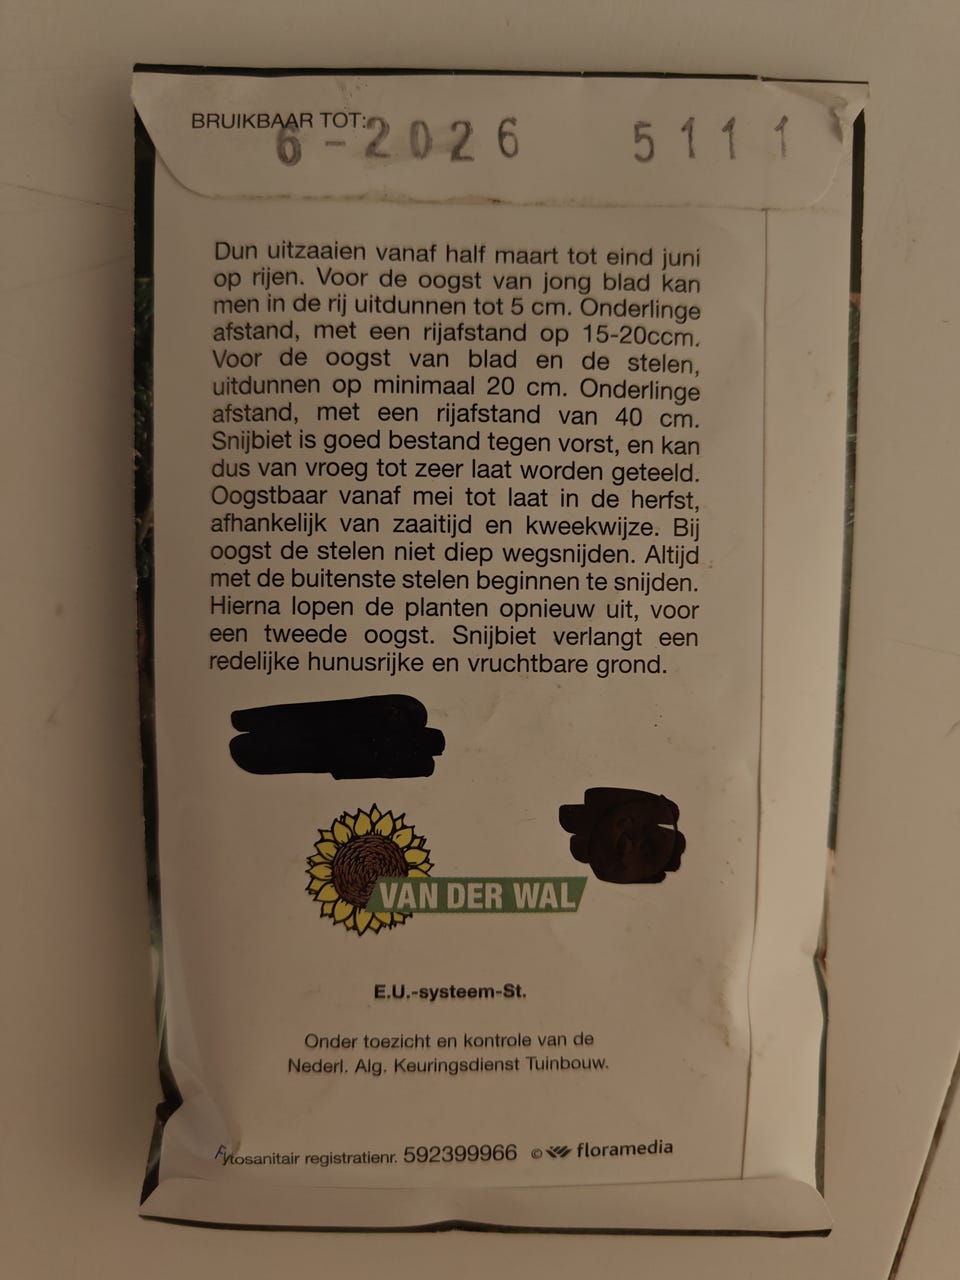 BRUIKBAAR TOT:
6-2026 5111
Dun uitzaaien vanaf half maart tot eind juni
op rijen. Voor de oogst van jong blad kan
men in de rij uitdunnen tot 5 cm. Onderlinge
afstand, met een rijafstand op 15-20ccm.
Voor de oogst van blad en de stelen,
uitdunnen op minimaal 20 cm. Onderlinge
afstand, met een rijafstand van 40 cm.
Snijbiet is goed bestand tegen vorst, en kan
dus van vroeg tot zeer laat worden geteeld.
Oogstbaar vanaf mei tot laat in de herfst,
afhankelijk van zaaitijd en kweekwijze. Bij
oogst de stelen niet diep wegsnijden. Altijd
met de buitenste stelen beginnen te snijden.
Hierna lopen de planten opnieuw uit, voor
een tweede oogst. Snijbiet verlangt een
redelijke hunusrijke en vruchtbare grond.
VAN DER WAL
E.U.-systeem-St.
Onder toezicht en kontrole van de
Nederl. Alg. Keuringsdienst Tuinbouw.
Fytosanitair registratienr. 592399966 © floramedia